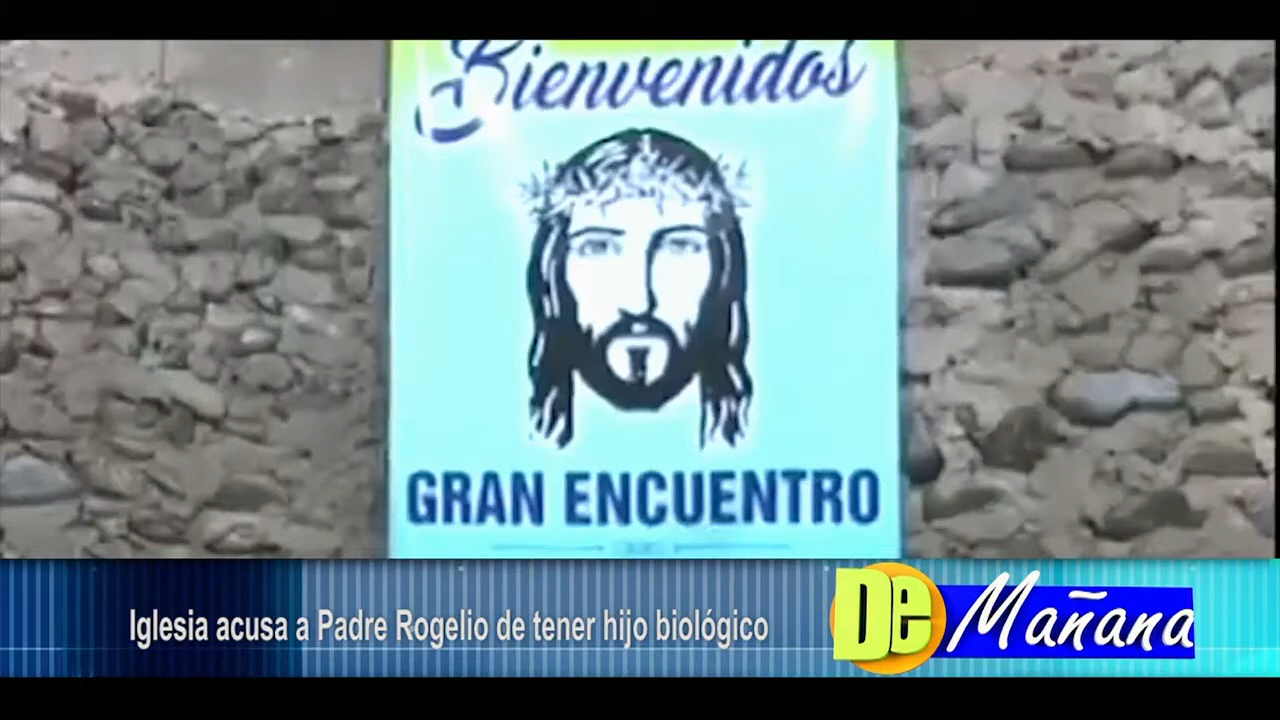 Bienvenidos
GRAN ENCUENTRO
Iglesia acusa a Padre Rogelio de tener hijo biológico
De Mañana